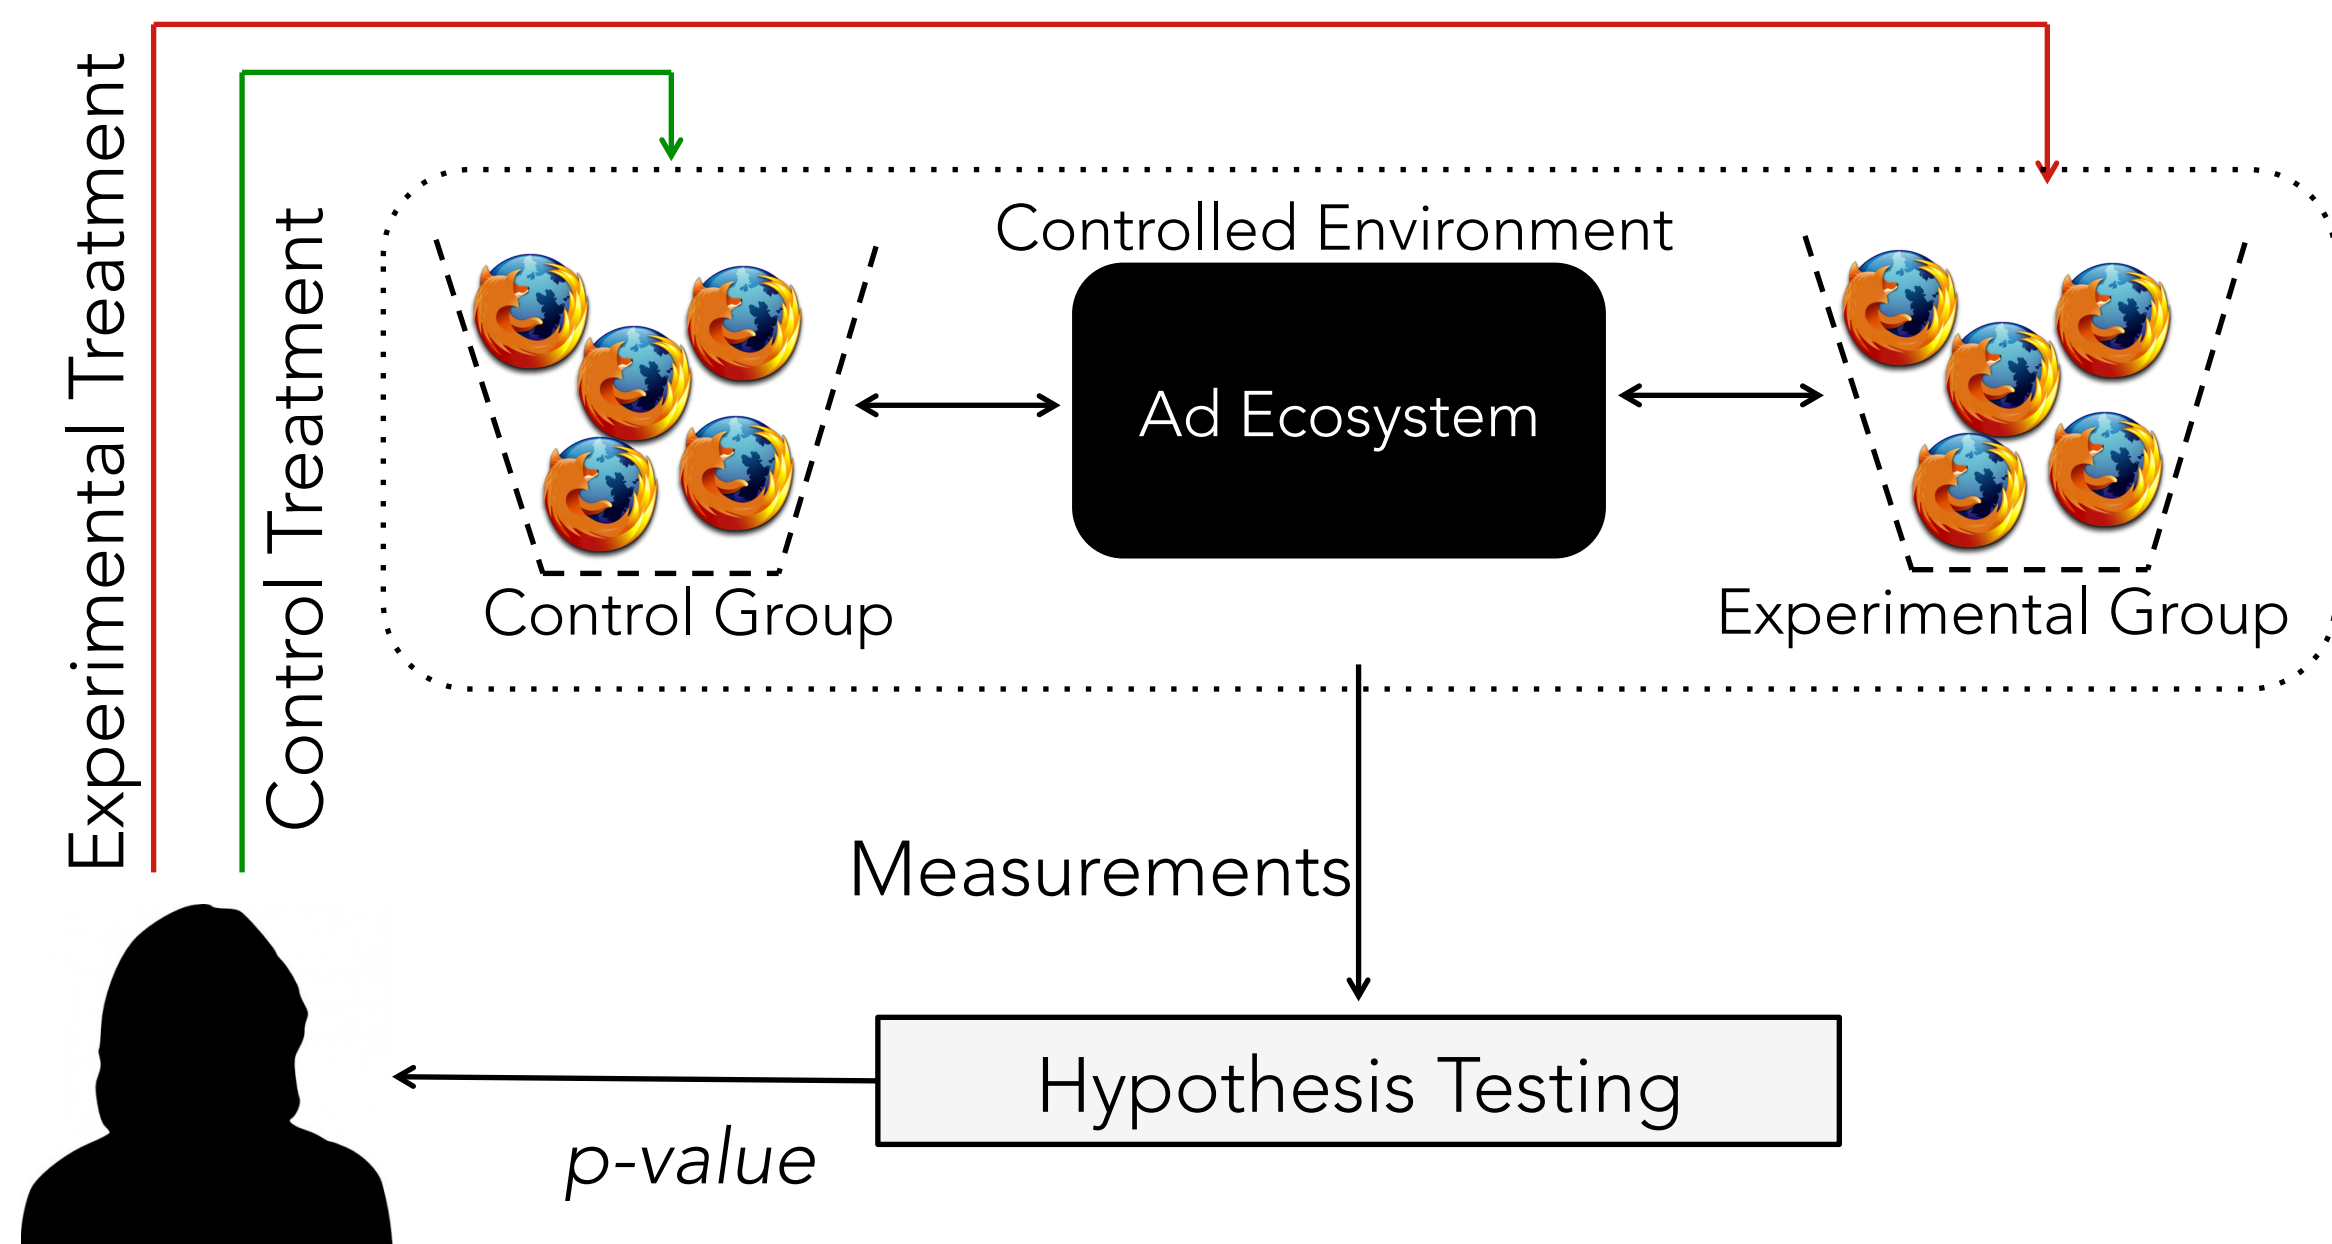 Experimental Treatment
Control Treatment
Controlled Environment
Ad Ecosystem
Control Group
Experimental Group
Measurements
Hypothesis Testing
p-value